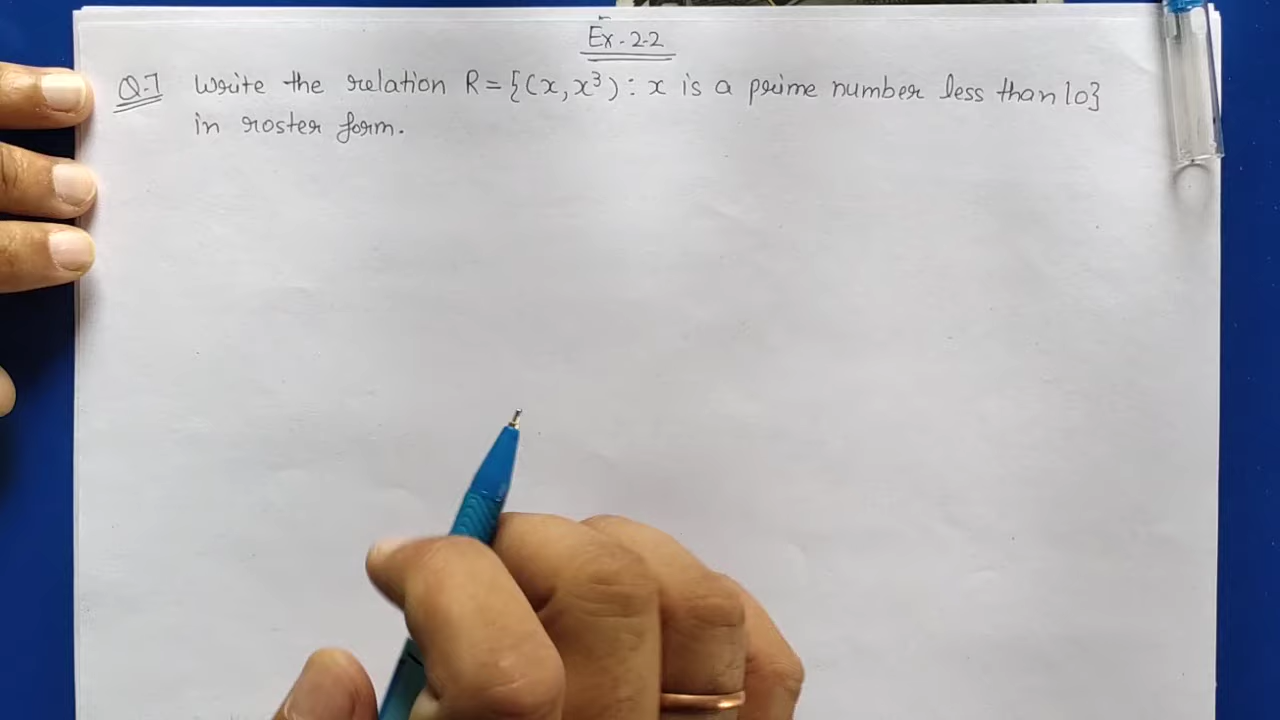 Ex-2.2
Q.7 Write the relation R={(x, x³) : x is a prime number less than 10}
in roster form.